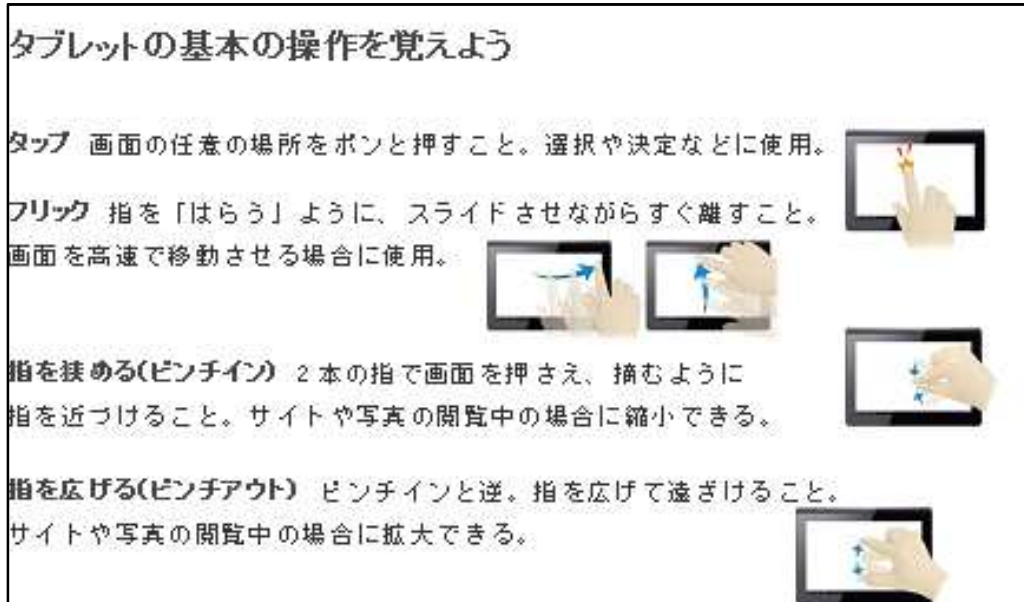 タブレットの基本の操作を覚えよう
タップ 画面の任意の場所をポンと押すこと。選択や決定などに使用。
フリック 指を「はらう」ように、スライドさせながらすぐ離すこと。
画面を高速で移動させる場合に使用。
指を狭める(ピンチイン) 2本の指で画面を押さえ、摘むように
指を近づけること。サイトや写真の閲覧中の場合に縮小できる。
指を広げる(ピンチアウト) ピンチインと逆。指を広げて遠ざけること。
サイトや写真の閲覧中の場合に拡大できる。